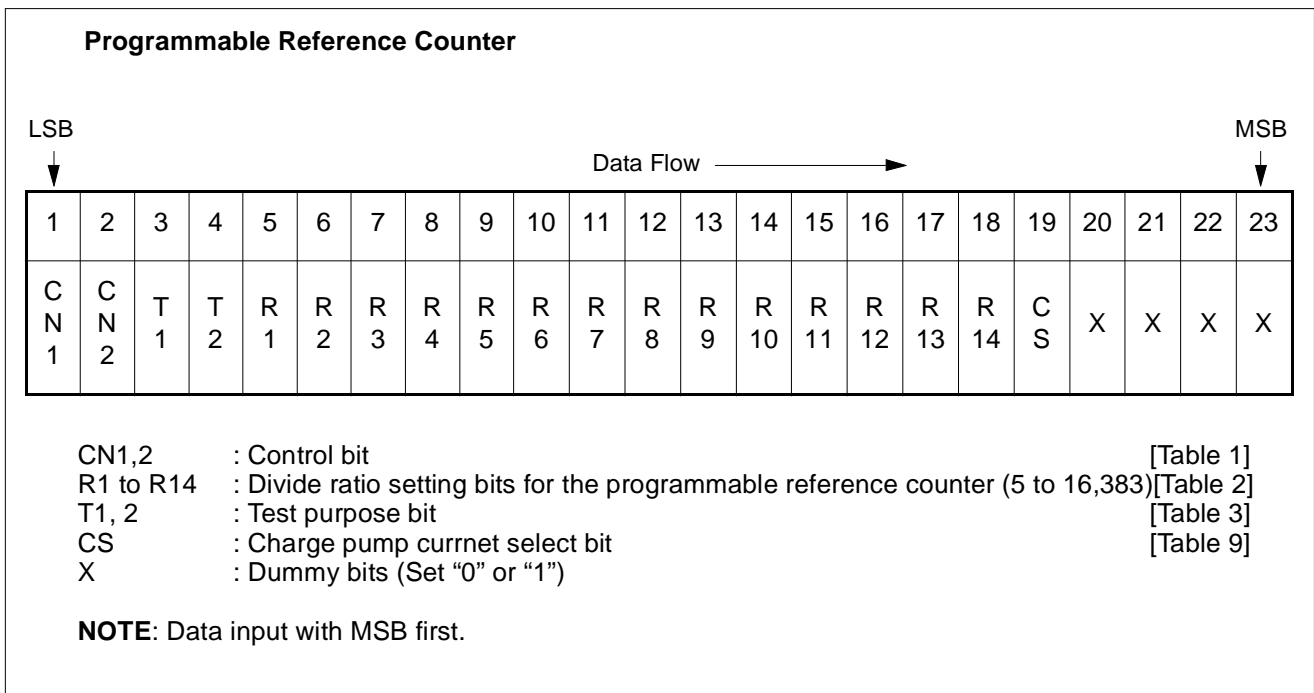 Programmable Reference Counter
LSB
MSB
Data Flow
1 2 3 4 5 6 7 8 9 10 11 12 13 14 15 16 17 18 19 20 21 22 23
CN1 CN2 T1 T2 R1 R2 R3 R4 R5 R6 R7 R8 R9 R10 R11 R12 R13 R14 CS X X X X
CN1,2 : Control bit [Table 1]
R1 to R14 : Divide ratio setting bits for the programmable reference counter (5 to 16,383)[Table 2]
T1, 2 : Test purpose bit [Table 3]
CS : Charge pump currnet select bit [Table 9]
X : Dummy bits (Set “0” or “1”)
NOTE: Data input with MSB first.